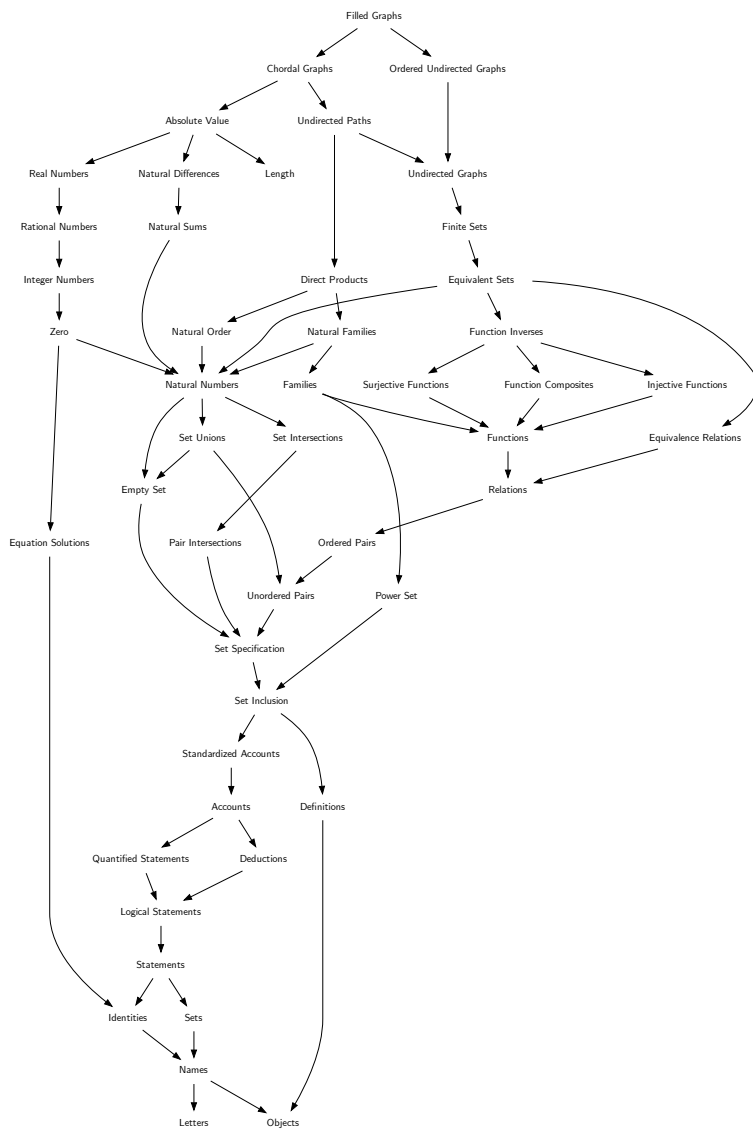 Filled Graphs
Chordal Graphs
Ordered Undirected Graphs
Absolute Value
Undirected Paths
Real Numbers
Natural Differences
Length
Undirected Graphs
Rational Numbers
Natural Sums
Finite Sets
Integer Numbers
Direct Products
Equivalent Sets
Zero
Natural Order
Natural Families
Function Inverses
Natural Numbers
Families
Surjective Functions
Function Composites
Injective Functions
Set Unions
Set Intersections
Functions
Equivalence Relations
Empty Set
Relations
Equation Solutions
Pair Intersections
Ordered Pairs
Unordered Pairs
Power Set
Set Specification
Set Inclusion
Standardized Accounts
Accounts
Definitions
Quantified Statements
Deductions
Logical Statements
Statements
Identities
Sets
Names
Letters
Objects